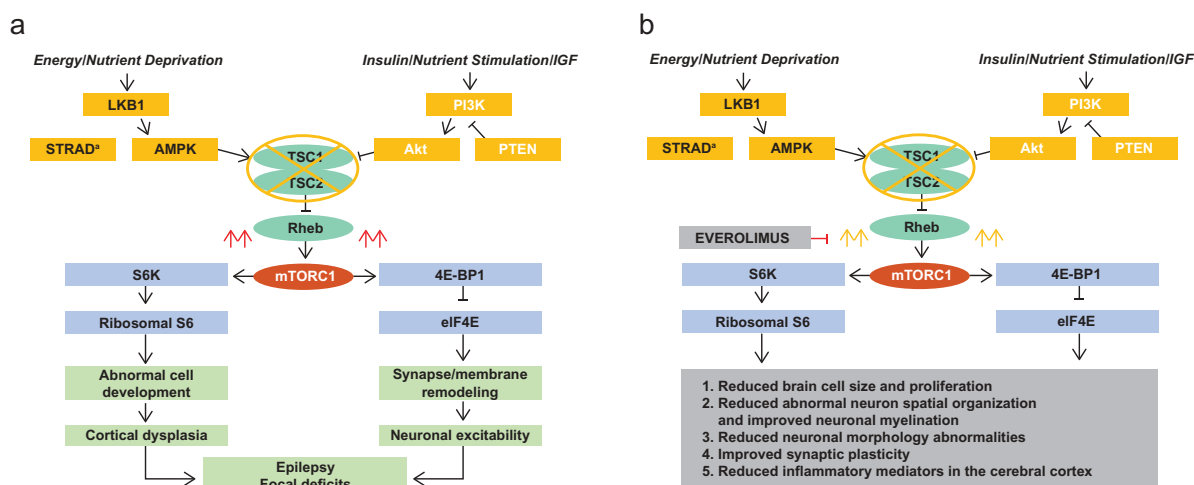 a
Energy/Nutrient Deprivation
Insulin/Nutrient Stimulation/IGF
LKB1
PI3K
STRADª
AMPK
TSC1
TSC2
Akt
PTEN
Rheb
S6K
mTORC1
4E-BP1
Ribosomal S6
eIF4E
Abnormal cell
development
Synapse/membrane
remodeling
Cortical dysplasia
Neuronal excitability
Epilepsy
Focal deficits
b
Energy/Nutrient Deprivation
Insulin/Nutrient Stimulation/IGF
LKB1
PI3K
STRADª
AMPK
TSC1
TSC2
Akt
PTEN
Rheb
EVEROLIMUS
S6K
mTORC1
4E-BP1
Ribosomal S6
eIF4E
1. Reduced brain cell size and proliferation
2. Reduced abnormal neuron spatial organization
and improved neuronal myelination
3. Reduced neuronal morphology abnormalities
4. Improved synaptic plasticity
5. Reduced inflammatory mediators in the cerebral cortex